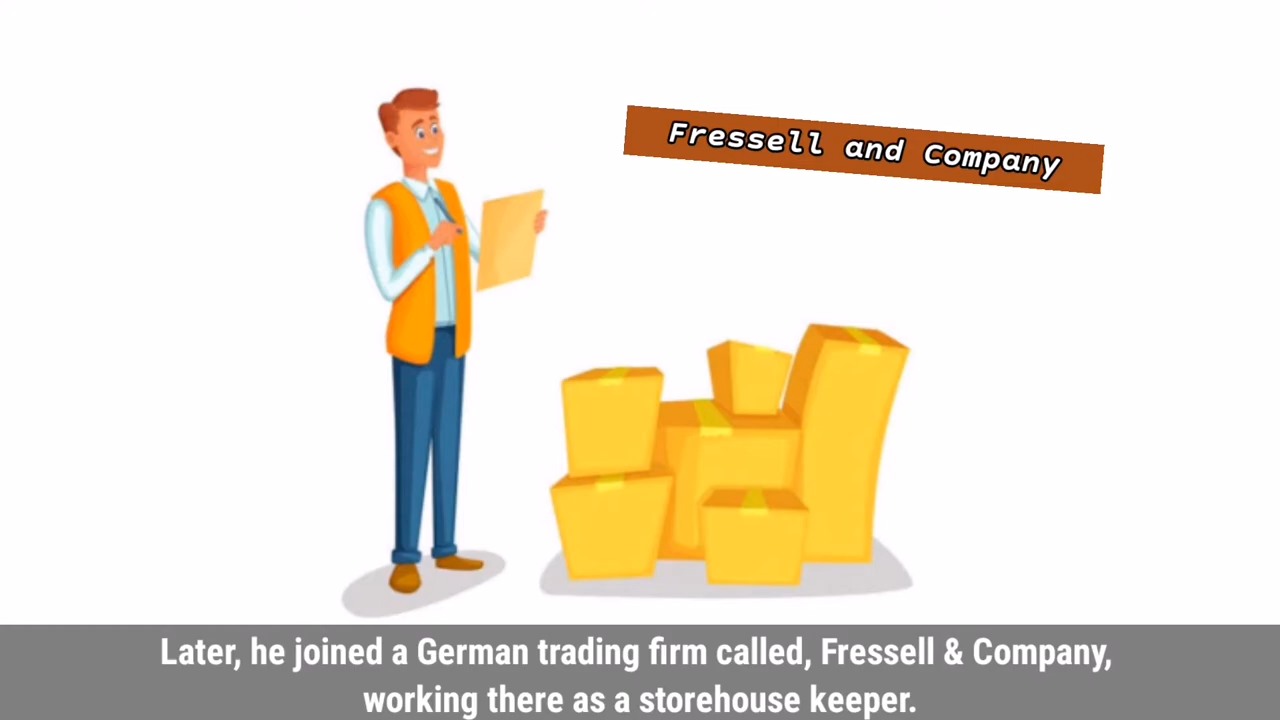 Fressell and Company
Later, he joined a German trading firm called, Fressell & Company,
working there as a storehouse keeper.